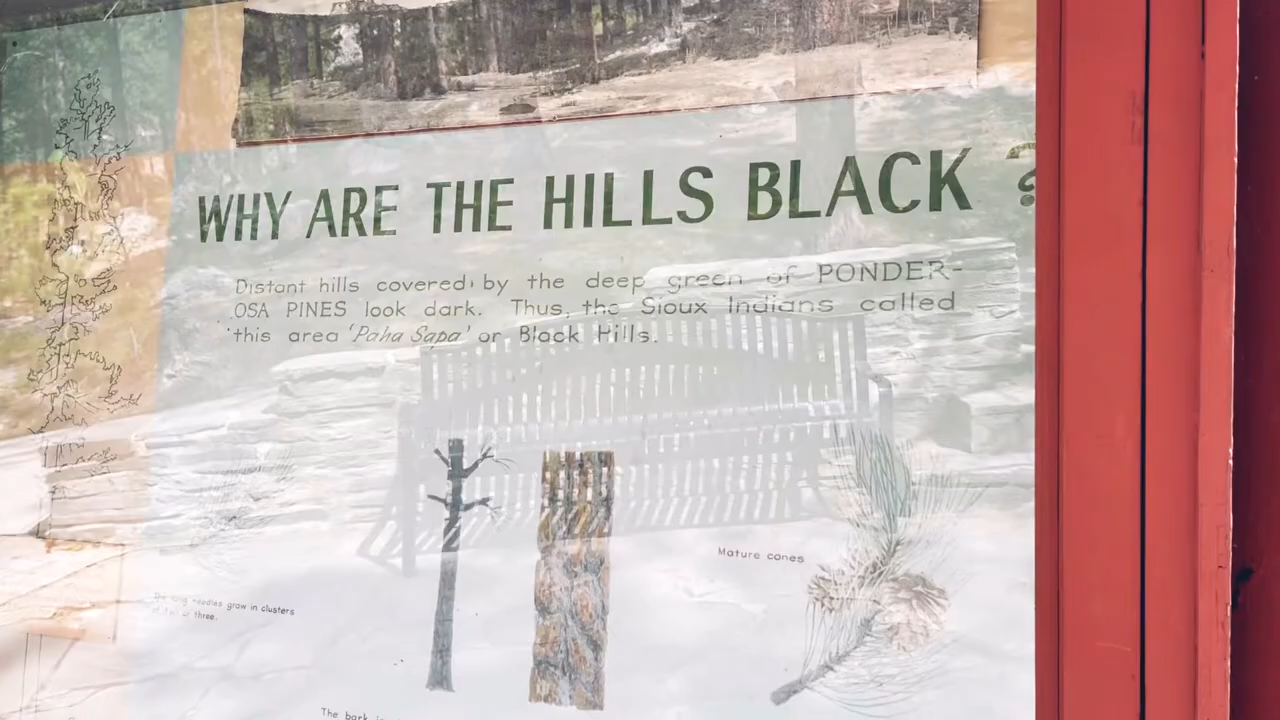 WHY ARE THE HILLS BLACK ?
Distant hills covered by the deep green of PONDER-
OSA PINES look dark. Thus, the Sioux Indians called
this area 'Paha Sapa' or Black Hills.
Mature cones
needles grow in clusters
three.
The bark